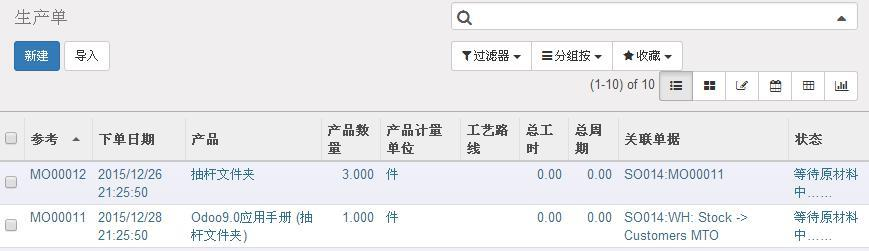 生产单
新建 导入
过滤器 分组按 收藏
(1-10) of 10
参考 下单日期 产品 产品数量 产品计量单位 工艺路线 总工时 总周期 关联单据 状态
MO00012 2015/12/26 抽杆文件夹 3.000 件 0.00 0.00 SO014:MO00011 等待原材料
21:25:50 中……
MO00011 2015/12/28 Odoo9.0应用手册 (抽 1.000 件 0.00 0.00 SO014:WH: Stock -> 等待原材料
21:25:50 杆文件夹) Customers MTO 中……